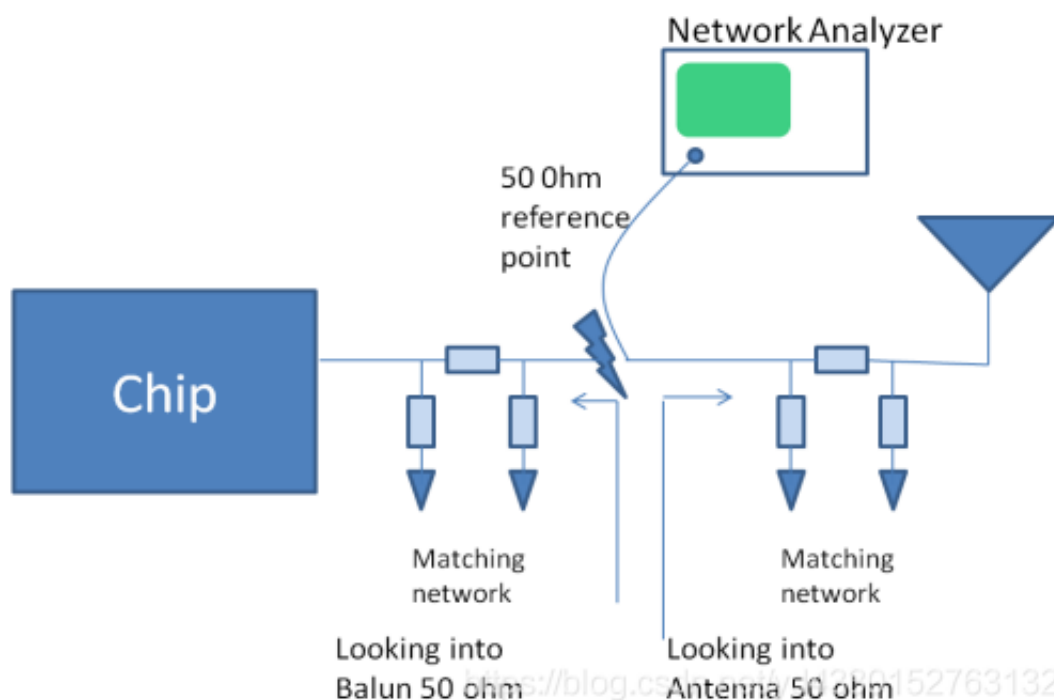 Network Analyzer
50 Ohm
reference
point
Chip
Matching
network
Matching
network
Looking into
Balun 50 ohm
Looking into
Antenna 50 ohm